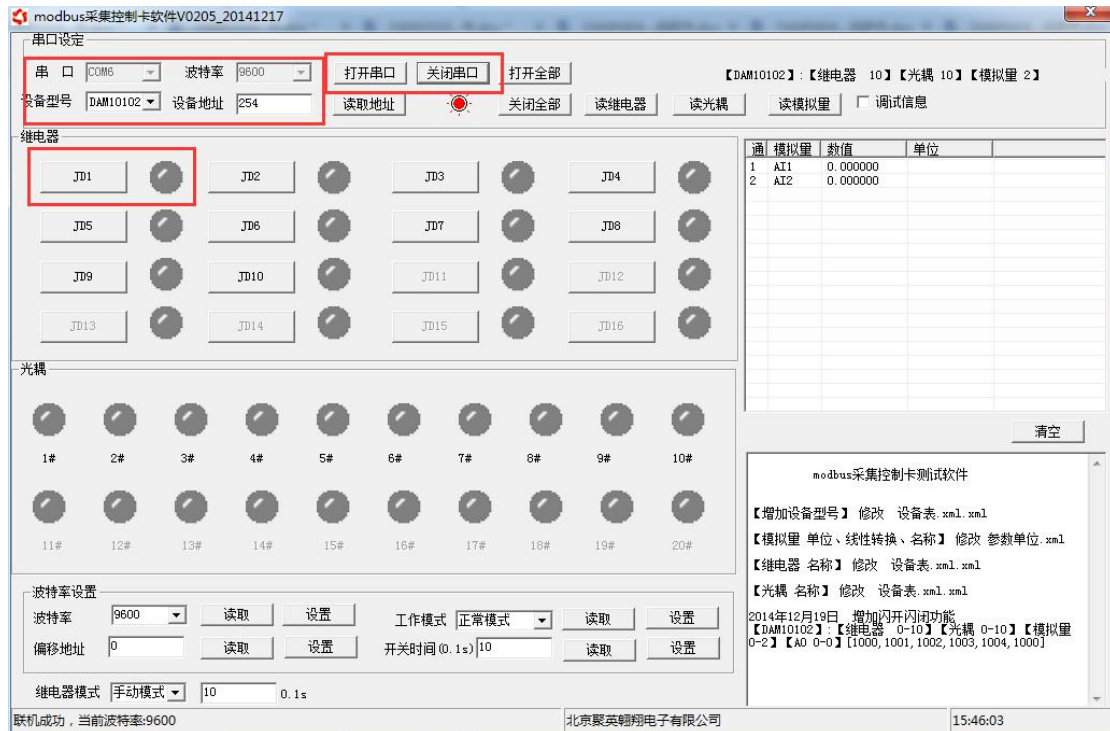 modbus采集控制卡软件V0205_20141217
串口设定
串 口 COM6 波特率 9600 打开串口 关闭串口 打开全部
【DAM10102】:【继电器 10】【光耦 10】【模拟量 2】
设备型号 DAM10102 设备地址 254 读取地址 关闭全部 读继电器 读光耦 读模拟量 调试信息
继电器
JD1 JD2 JD3 JD4
JD5 JD6 JD7 JD8
JD9 JD10 JD11 JD12
JD13 JD14 JD15 JD16
通 模拟量 数值 单位
1 AI1 0.000000
2 AI2 0.000000
清空
光耦
1# 2# 3# 4# 5# 6# 7# 8# 9# 10#
11# 12# 13# 14# 15# 16# 17# 18# 19# 20#
modbus采集控制卡测试软件
【增加设备型号】 修改 设备表.xml.xml
【模拟量 单位、线性转换、名称】 修改 参数单位.xml
【继电器 名称】 修改 设备表.xml.xml
【光耦 名称】 修改 设备表.xml.xml
2014年12月19日 增加闪开闪闭功能
【DAM10102】:【继电器 0-10】【光耦 0-10】【模拟量
0-2】【AO 0-0】[1000,1001,1002,1003,1004,1000]
波特率设置
波特率 9600 读取 设置 工作模式 正常模式 读取 设置
偏移地址 0 读取 设置 开关时间(0.1s) 10 读取 设置
继电器模式 手动模式 10 0.1s
联机成功，当前波特率:9600 北京聚英翱翔电子有限公司 15:46:03